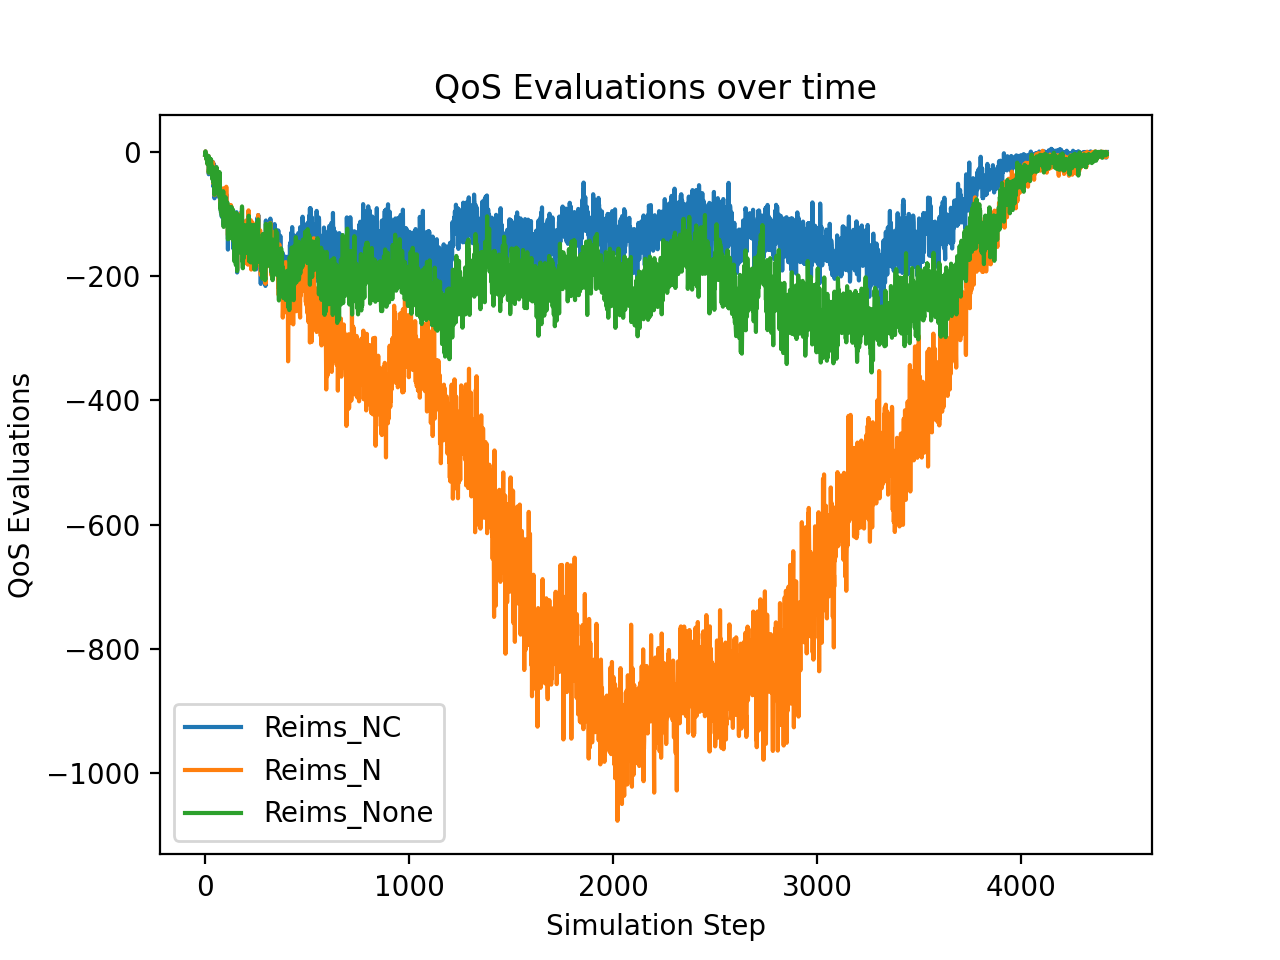 QoS Evaluations over time
QoS Evaluations
0
−200
−400
−600
−800
−1000
Reims_NC
Reims_N
Reims_None
0 1000 2000 3000 4000
Simulation Step